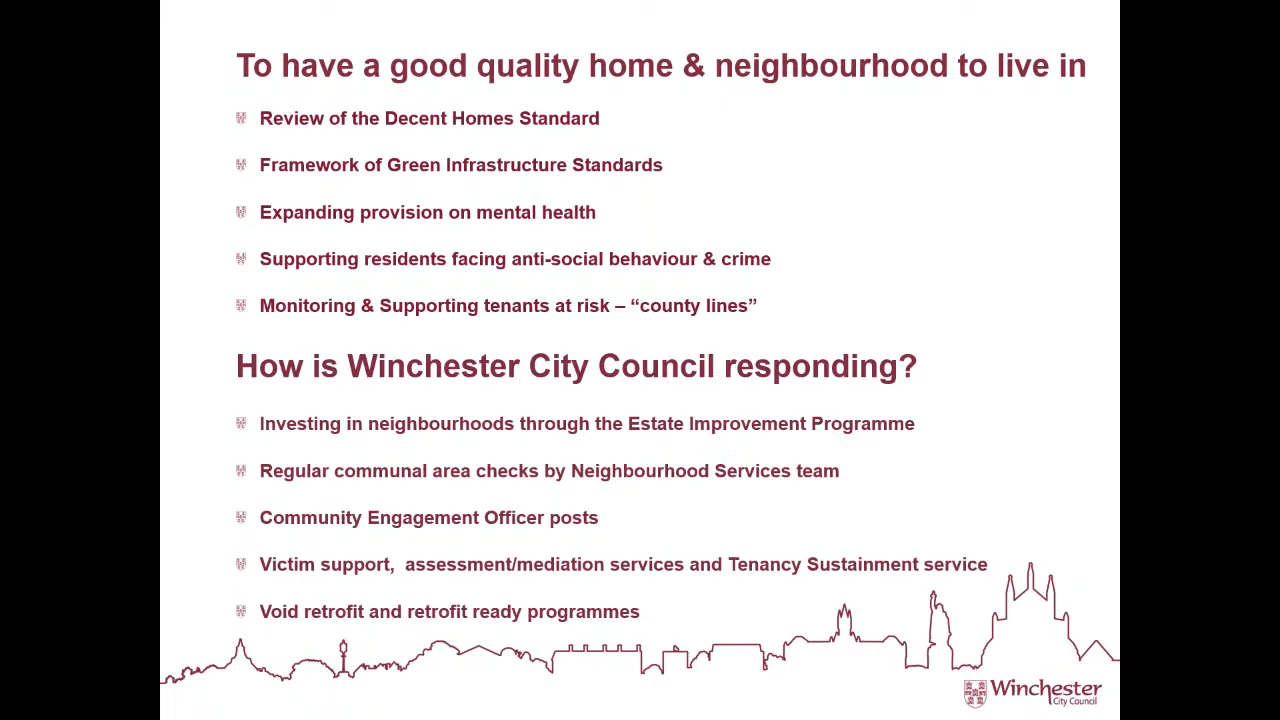 To have a good quality home & neighbourhood to live in
Review of the Decent Homes Standard
Framework of Green Infrastructure Standards
Expanding provision on mental health
Supporting residents facing anti-social behaviour & crime
Monitoring & Supporting tenants at risk – “county lines”
How is Winchester City Council responding?
Investing in neighbourhoods through the Estate Improvement Programme
Regular communal area checks by Neighbourhood Services team
Community Engagement Officer posts
Victim support,  assessment/mediation services and Tenancy Sustainment service
Void retrofit and retrofit ready programmes
Winchester
City Council